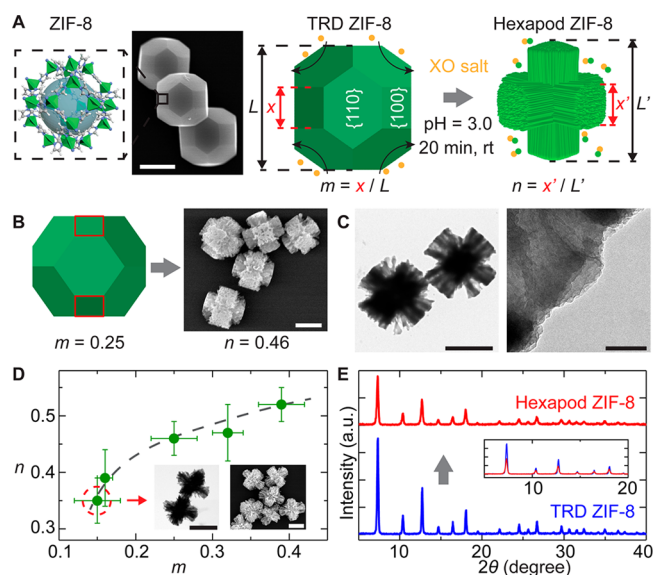 A
ZIF-8
TRD ZIF-8
Hexapod ZIF-8
L
x
{110}
{100}
XO salt
pH = 3.0
20 min, rt
x'
L'
m = x / L
n = x' / L'
B
C
m = 0.25
n = 0.46
D
n
0.5
0.4
0.3
0.1
0.2
0.3
0.4
m
E
Intensity (a.u.)
Hexapod ZIF-8
TRD ZIF-8
10
20
10
20
30
40
2θ (degree)